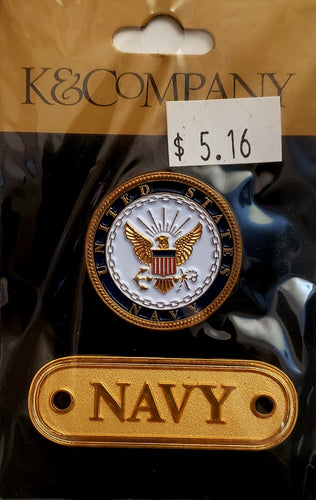 K&COMPANY
$ 5.16
UNITED STATES
NAVY
NAVY